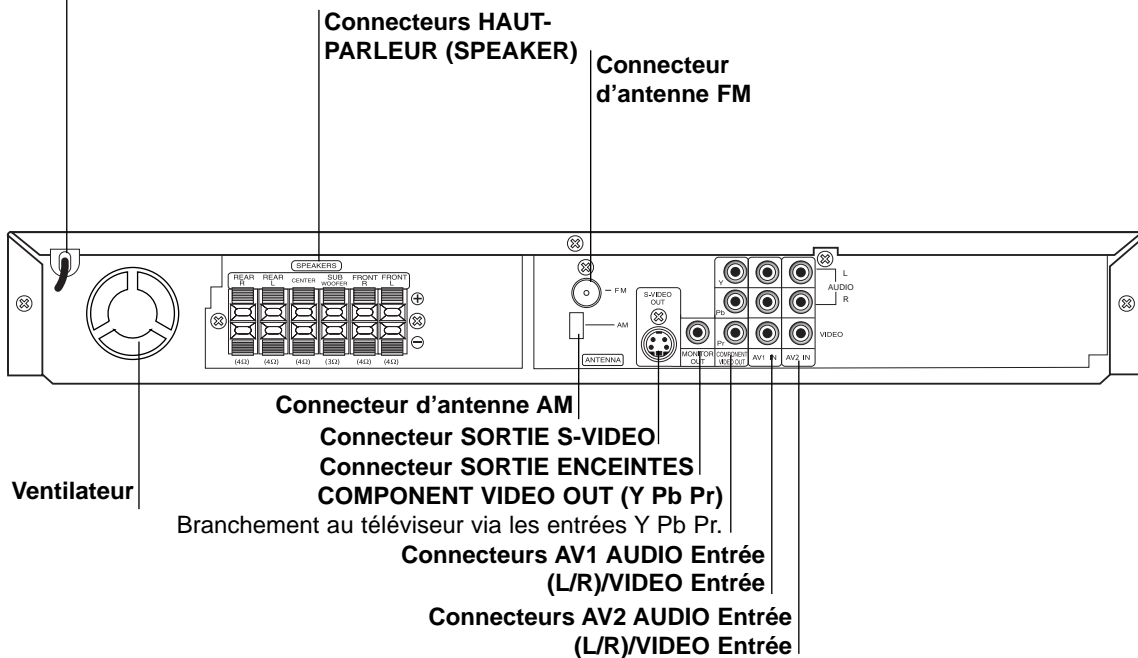 Connecteurs HAUT-
PARLEUR (SPEAKER)
Connecteur
d'antenne FM
SPEAKERS
REAR R
REAR L
CENTER
SUB WOOFER
FRONT R
FRONT L
+
−
(4Ω) (4Ω) (4Ω) (3Ω) (4Ω) (4Ω)
FM
AM
ANTENNA
S-VIDEO
OUT
MONITOR
OUT
Y
Pb
Pr
COMPONENT
VIDEO OUT
AV1 IN
AV2 IN
L
AUDIO
R
VIDEO
Connecteur d'antenne AM
Connecteur SORTIE S-VIDEO
Connecteur SORTIE ENCEINTES
Ventilateur
COMPONENT VIDEO OUT (Y Pb Pr)
Branchement au téléviseur via les entrées Y Pb Pr.
Connecteurs AV1 AUDIO Entrée
(L/R)/VIDEO Entrée
Connecteurs AV2 AUDIO Entrée
(L/R)/VIDEO Entrée